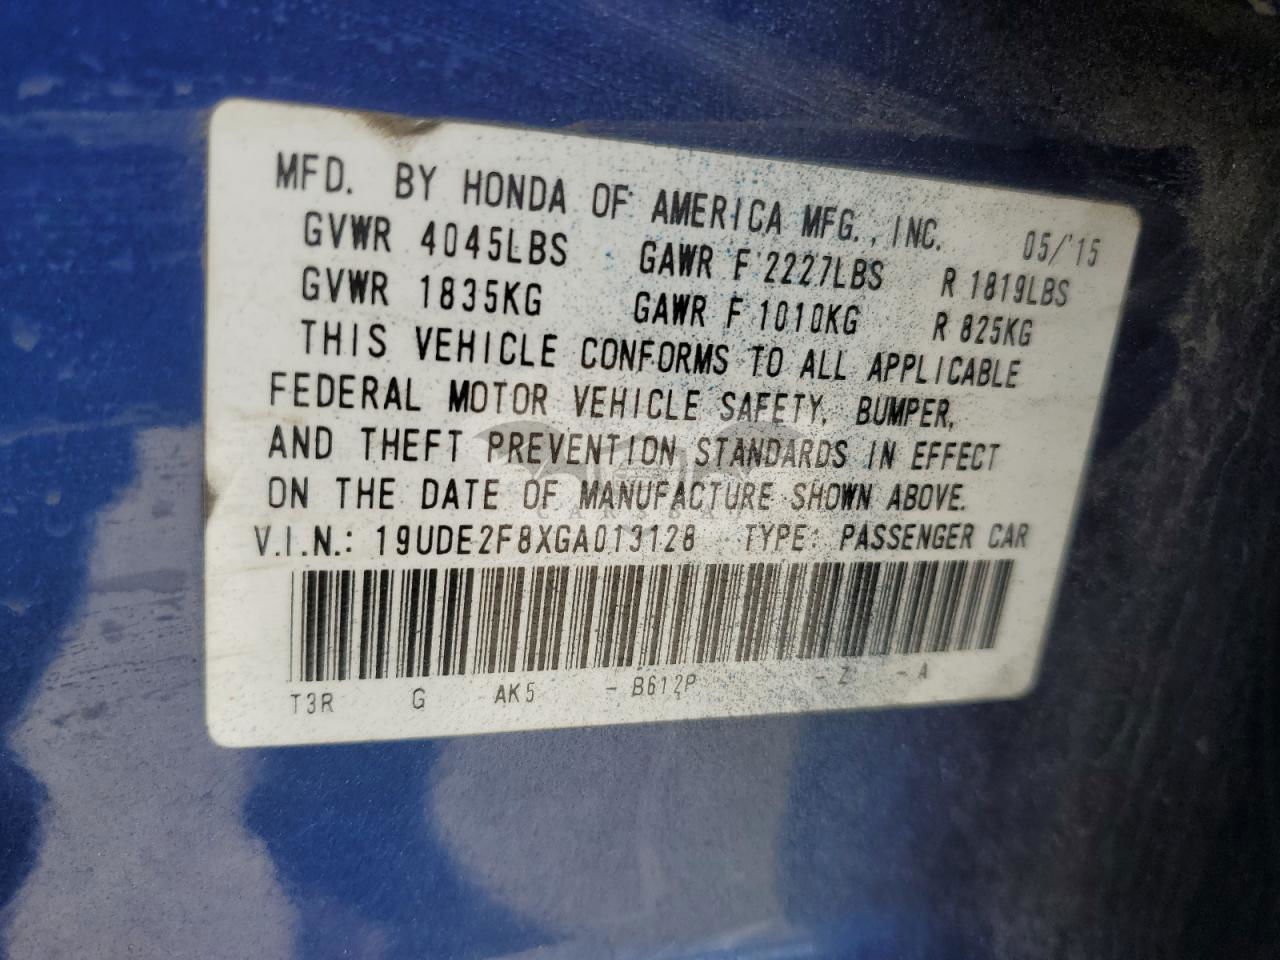 MFD. BY HONDA OF AMERICA MFG., INC. 05/'15
GVWR 4045LBS GAWR F 2227LBS R 1819LBS
GVWR 1835KG GAWR F 1010KG R 825KG
THIS VEHICLE CONFORMS TO ALL APPLICABLE
FEDERAL MOTOR VEHICLE SAFETY, BUMPER,
AND THEFT PREVENTION STANDARDS IN EFFECT
ON THE DATE OF MANUFACTURE SHOWN ABOVE.
V.I.N.: 19UDE2F8XGA013128 TYPE: PASSENGER CAR
T3R G -AK5 -B612P -Z -A